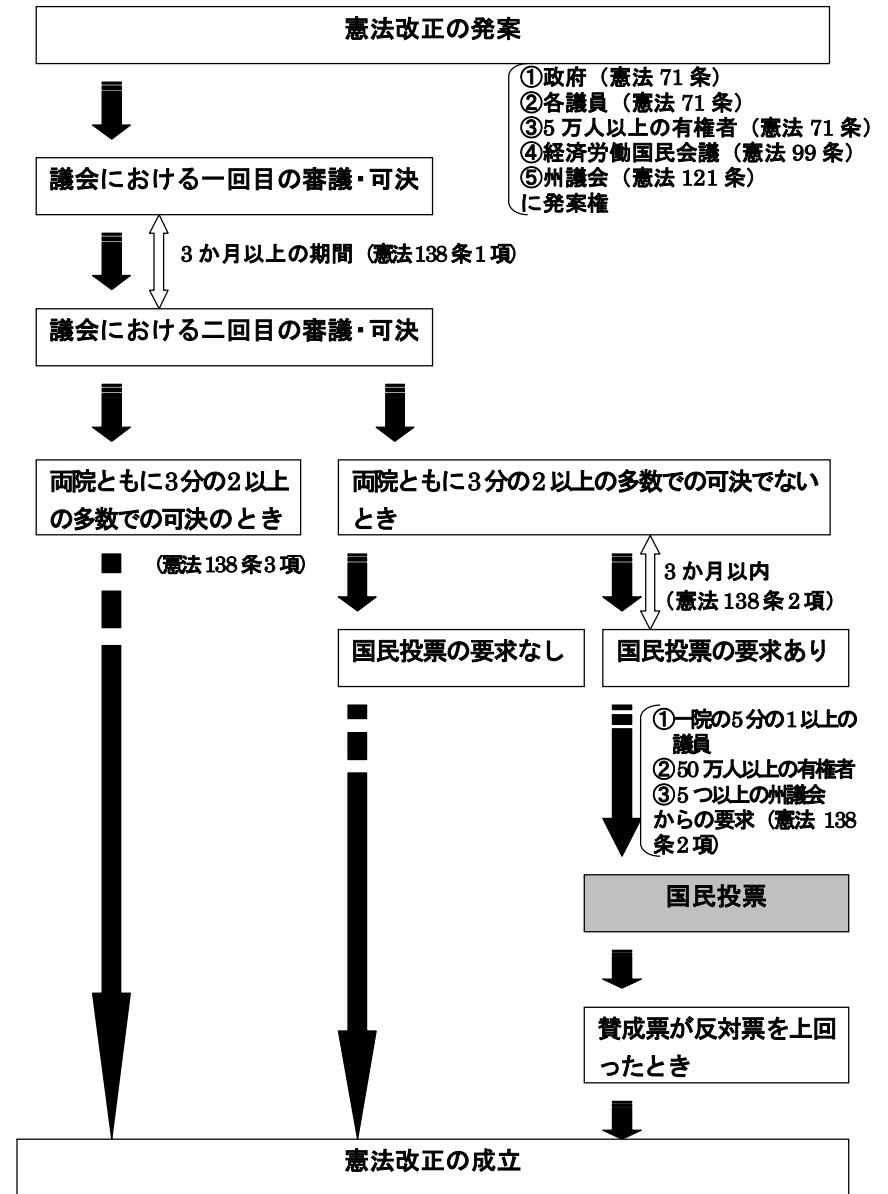 憲法改正の発案
①政府（憲法 71 条）
②各議員（憲法 71 条）
③5 万人以上の有権者（憲法 71 条）
④経済労働国民会議（憲法 99 条）
⑤州議会（憲法 121 条）
に発案権
議会における一回目の審議・可決
3 か月以上の期間（憲法 138 条 1 項）
議会における二回目の審議・可決
両院ともに 3 分の 2 以上
の多数での可決のとき
両院ともに 3 分の 2 以上の多数での可決でない
とき
（憲法 138 条 3 項）
3 か月以内
（憲法 138 条 2 項）
国民投票の要求なし
国民投票の要求あり
①一院の 5 分の 1 以上の
議員
②50 万人以上の有権者
③5 つ以上の州議会
からの要求（憲法 138
条 2 項）
国民投票
賛成票が反対票を上回
ったとき
憲法改正の成立